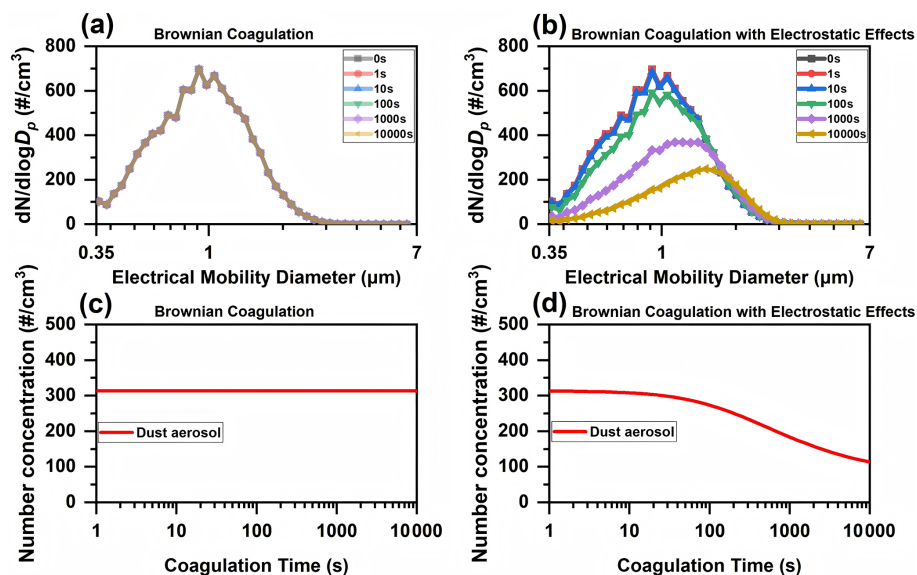 (a)
Brownian Coagulation
dN/dlogDp (#/cm3)
800
600
400
200
0
0s
1s
10s
100s
1000s
10000s
0.35
1
7
Electrical Mobility Diameter (μm)
(b)
Brownian Coagulation with Electrostatic Effects
dN/dlogDp (#/cm3)
800
600
400
200
0
0s
1s
10s
100s
1000s
10000s
0.35
1
7
Electrical Mobility Diameter (μm)
(c)
Brownian Coagulation
Number concentration (#/cm3)
500
400
300
200
100
0
Dust aerosol
1
10
100
1000
10000
Coagulation Time (s)
(d)
Brownian Coagulation with Electrostatic Effects
Number concentration (#/cm3)
500
400
300
200
100
0
Dust aerosol
1
10
100
1000
10000
Coagulation Time (s)